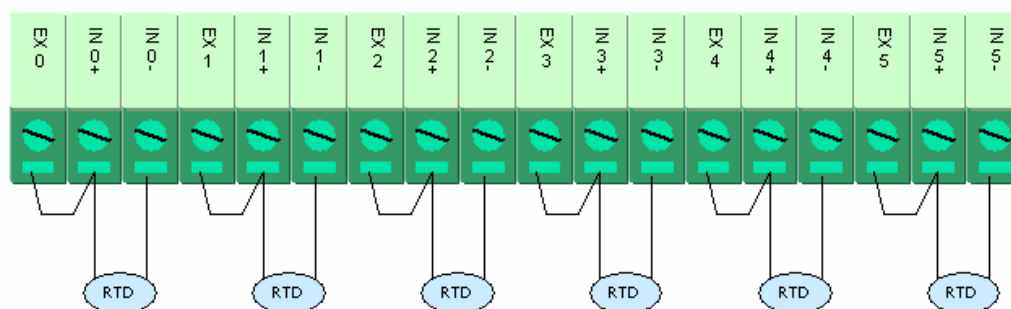 EX 0 IN 0+ IN 0- EX 1 IN 1+ IN 1- EX 2 IN 2+ IN 2- EX 3 IN 3+ IN 3- EX 4 IN 4+ IN 4- EX 5 IN 5+ IN 5-
RTD RTD RTD RTD RTD RTD